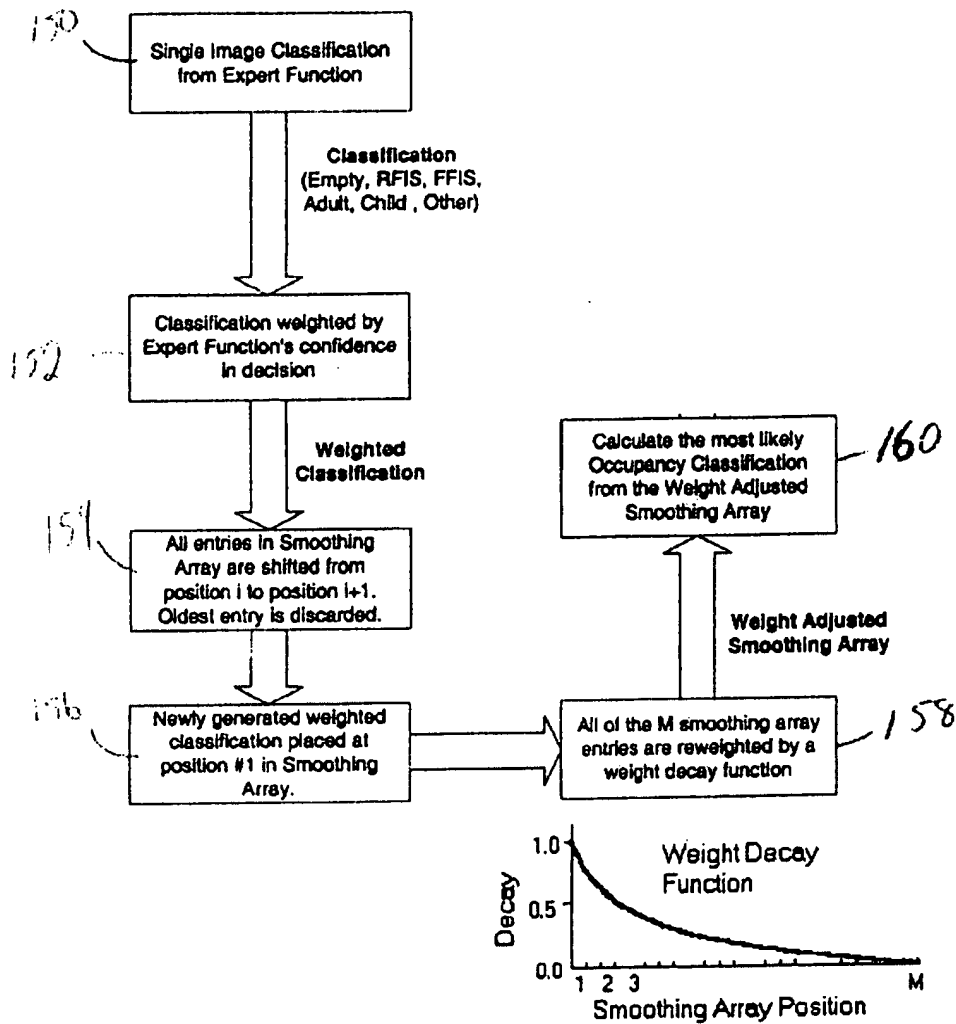 150
Single Image Classification
from Expert Function
Classification
(Empty, RFIS, FFIS,
Adult, Child , Other)
152
Classification weighted by
Expert Function's confidence
in decision
Weighted
Classification
154
All entries in Smoothing
Array are shifted from
position i to position i+1.
Oldest entry is discarded.
156
Newly generated weighted
classification placed at
position #1 in Smoothing
Array.
160
Calculate the most likely
Occupancy Classification
from the Weight Adjusted
Smoothing Array
Weight Adjusted
Smoothing Array
158
All of the M smoothing array
entries are reweighted by a
weight decay function
Weight Decay
Function
Decay
1.0
0.5
0.0
1 2 3 M
Smoothing Array Position